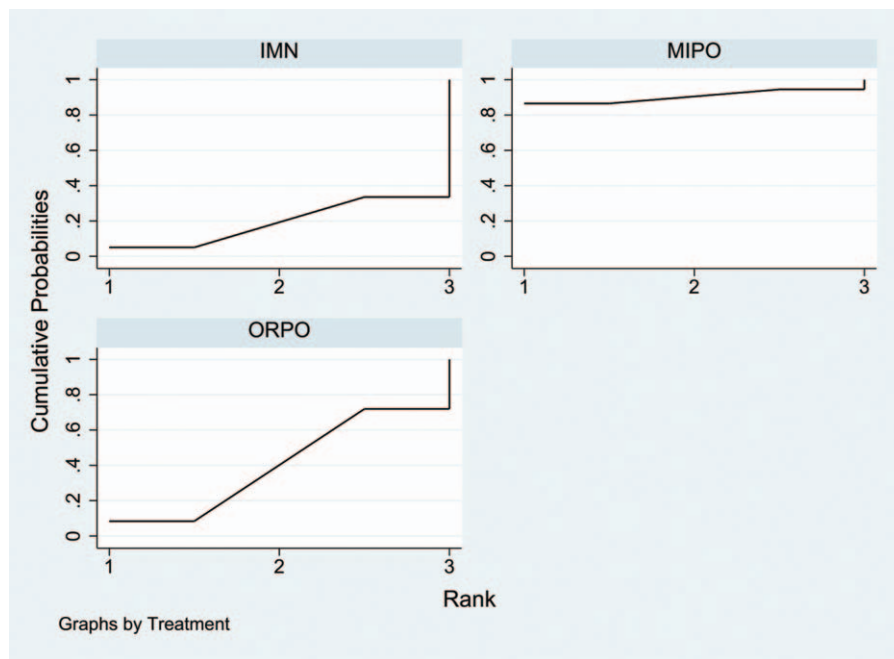 IMN
MIPO
0 .2 .4 .6 .8 1
0 .2 .4 .6 .8 1
1 2 3
1 2 3
ORPO
0 .2 .4 .6 .8 1
1 2 3
Cumulative Probabilities
Rank
Graphs by Treatment